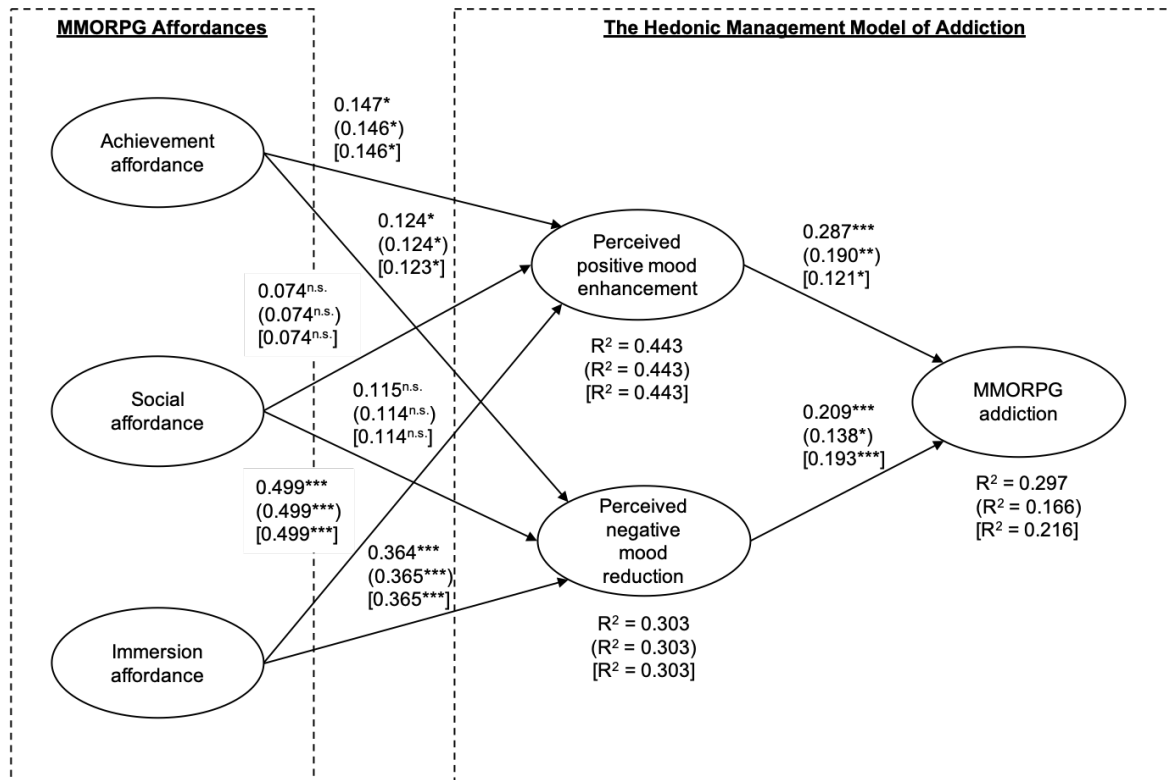 MMORPG Affordances
The Hedonic Management Model of Addiction
Achievement
affordance
0.147*
(0.146*)
[0.146*]
0.124*
(0.124*)
[0.123*]
Perceived
positive mood
enhancement
0.287***
(0.190**)
[0.121*]
0.074n.s.
(0.074n.s.)
[0.074n.s.]
R² = 0.443
(R² = 0.443)
[R² = 0.443]
Social
affordance
0.115n.s.
(0.114n.s.)
[0.114n.s.]
MMORPG
addiction
0.209***
(0.138*)
[0.193***]
R² = 0.297
(R² = 0.166)
[R² = 0.216]
0.499***
(0.499***)
[0.499***]
Perceived
negative
mood
reduction
0.364***
(0.365***)
[0.365***]
R² = 0.303
(R² = 0.303)
[R² = 0.303]
Immersion
affordance